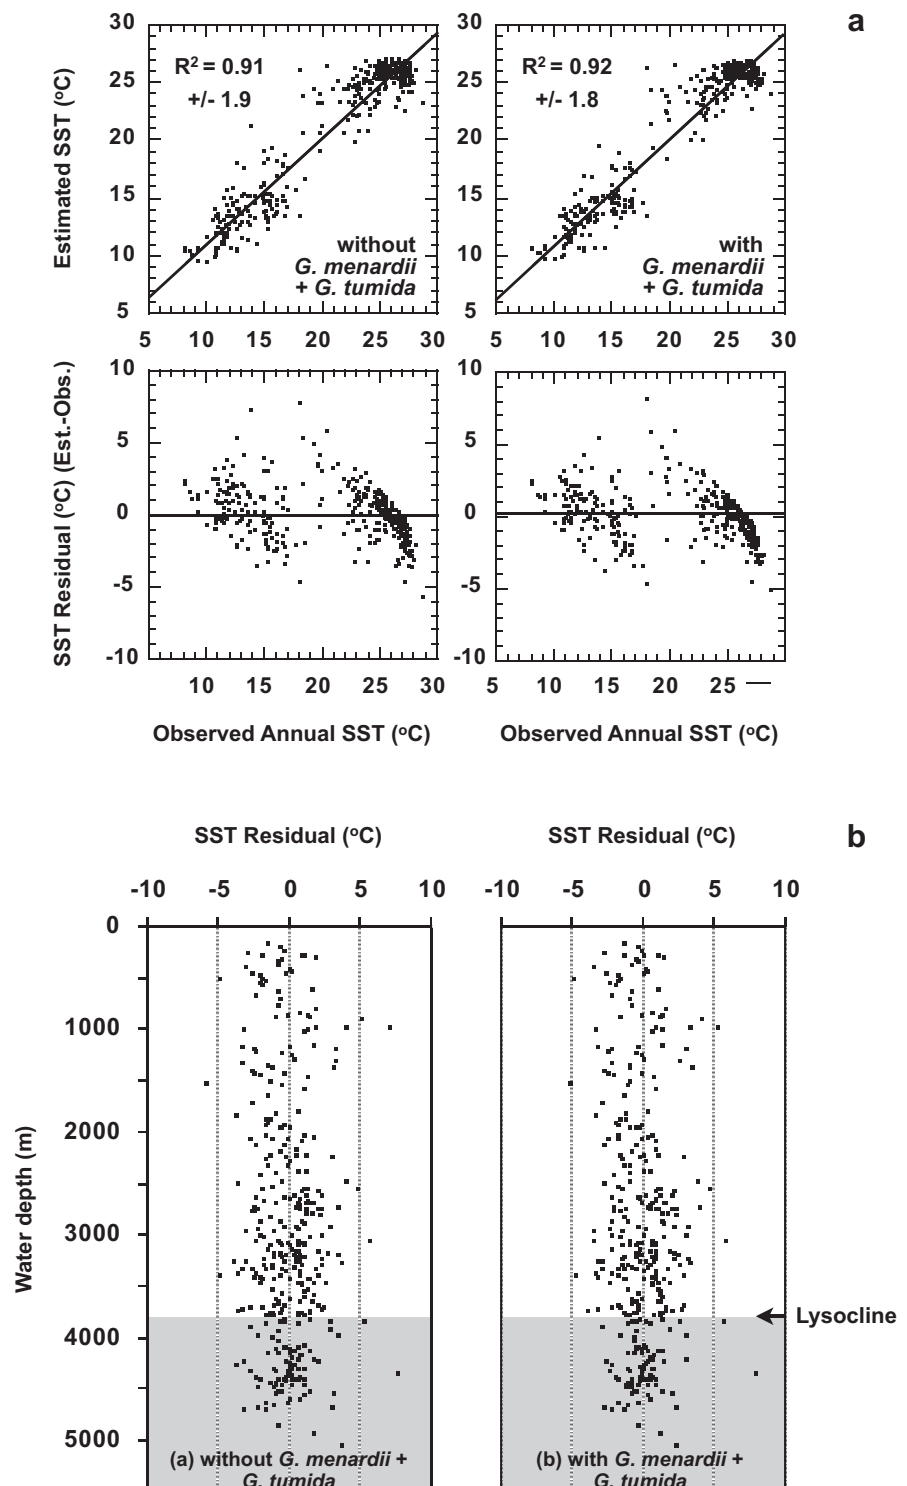 a
30
25
20
15
10
5
Estimated SST (°C)
R² = 0.91
+/- 1.9
without
G. menardii
+ G. tumida
5 10 15 20 25 30
30
25
20
15
10
5
R² = 0.92
+/- 1.8
with
G. menardii
+ G. tumida
5 10 15 20 25 30
10
5
0
-5
-10
SST Residual (°C) (Est.-Obs.)
10 15 20 25 30
Observed Annual SST (°C)
10
5
0
-5
-10
5 10 15 20 25
Observed Annual SST (°C)
b
SST Residual (°C)
-10 -5 0 5 10
0
1000
2000
3000
4000
5000
Water depth (m)
(a) without G. menardii +
G. tumida
SST Residual (°C)
-10 -5 0 5 10
Lysocline
(b) with G. menardii +
G. tumida